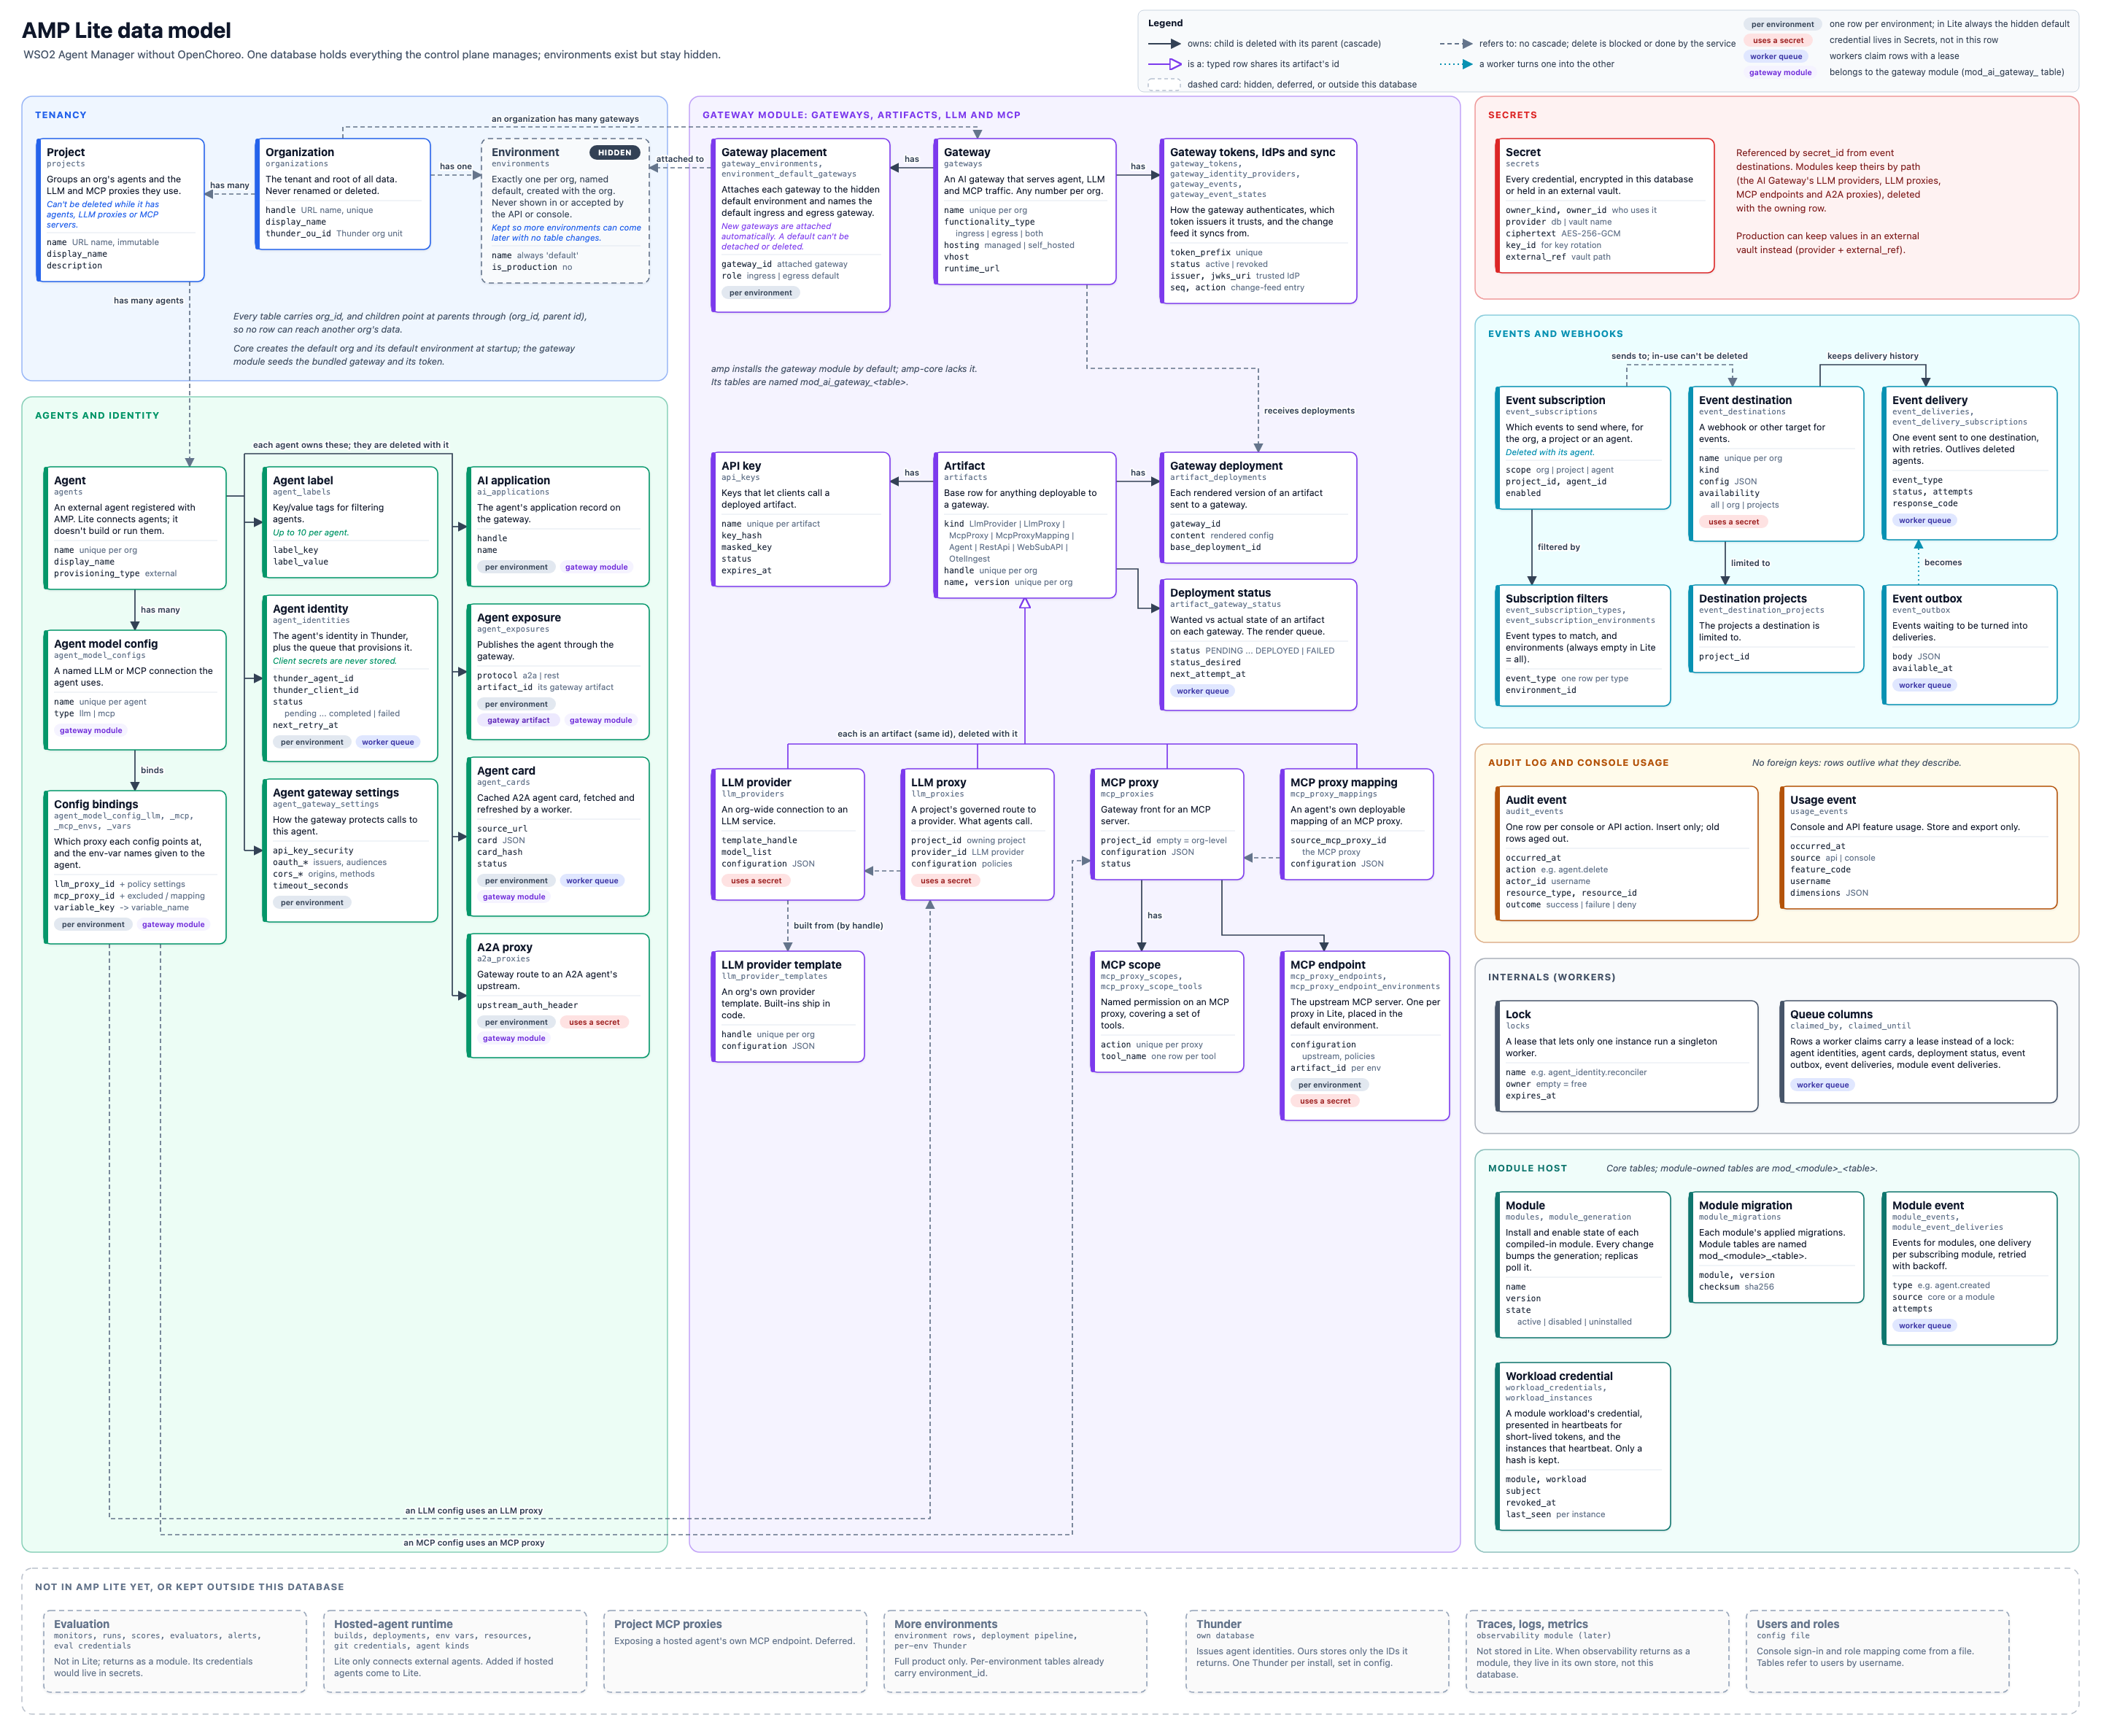 AMP Lite data model
WSO2 Agent Manager without OpenChoreo. One database holds everything the control plane manages; environments exist but stay hidden.
Legend
owns: child is deleted with its parent (cascade)
refers to: no cascade; delete is blocked or done by the service
is a: typed row shares its artifact's id
a worker turns one into the other
dashed card: hidden, deferred, or outside this database
per environment one row per environment; in Lite always the hidden default
uses a secret credential lives in Secrets, not in this row
worker queue workers claim rows with a lease
gateway module belongs to the gateway module (mod_ai_gateway_ table)
TENANCY
an organization has many gateways
Project
projects
Groups an org's agents and the
LLM and MCP proxies they use.
Can't be deleted while it has
agents, LLM proxies or MCP
servers.
name URL name, immutable
display_name
description
has many
Organization
organizations
The tenant and root of all data.
Never renamed or deleted.
handle URL name, unique
display_name
thunder_ou_id Thunder org unit
has one
Environment
HIDDEN
environments
Exactly one per org, named
default, created with the org.
Never shown in or accepted by
the API or console.
Kept so more environments can come
later with no table changes.
name always 'default'
is_production no
attached to
has many agents
Every table carries org_id, and children point at parents through (org_id, parent id),
so no row can reach another org's data.
Core creates the default org and its default environment at startup; the gateway
module seeds the bundled gateway and its token.
AGENTS AND IDENTITY
each agent owns these; they are deleted with it
Agent
agents
An external agent registered with
AMP. Lite connects agents; it
doesn't build or run them.
name unique per org
display_name
provisioning_type external
has many
Agent model config
agent_model_configs
A named LLM or MCP connection the
agent uses.
name unique per agent
type llm | mcp
gateway module
binds
Config bindings
agent_model_config_llm, _mcp,
_mcp_envs, _vars
Which proxy each config points at,
and the env-var names given to the
agent.
llm_proxy_id + policy settings
mcp_proxy_id + excluded / mapping
variable_key -> variable_name
per environment
gateway module
Agent label
agent_labels
Key/value tags for filtering
agents.
Up to 10 per agent.
label_key
label_value
Agent identity
agent_identities
The agent's identity in Thunder,
plus the queue that provisions it.
Client secrets are never stored.
thunder_agent_id
thunder_client_id
status
pending … completed | failed
next_retry_at
per environment
worker queue
Agent gateway settings
agent_gateway_settings
How the gateway protects calls to
this agent.
api_key_security
oauth_* issuers, audiences
cors_* origins, methods
timeout_seconds
per environment
AI application
ai_applications
The agent's application record on
the gateway.
handle
name
per environment
gateway module
Agent exposure
agent_exposures
Publishes the agent through the
gateway.
protocol a2a | rest
artifact_id its gateway artifact
per environment
gateway artifact
gateway module
Agent card
agent_cards
Cached A2A agent card, fetched and
refreshed by a worker.
source_url
card JSON
card_hash
status
per environment
worker queue
gateway module
A2A proxy
a2a_proxies
Gateway route to an A2A agent's
upstream.
upstream_auth_header
per environment
uses a secret
gateway module
an LLM config uses an LLM proxy
an MCP config uses an MCP proxy
GATEWAY MODULE: GATEWAYS, ARTIFACTS, LLM AND MCP
Gateway placement
gateway_environments,
environment_default_gateways
Attaches each gateway to the hidden
default environment and names the
default ingress and egress gateway.
New gateways are attached
automatically. A default can't be
detached or deleted.
gateway_id attached gateway
role ingress | egress default
per environment
has
Gateway
gateways
An AI gateway that serves agent, LLM
and MCP traffic. Any number per org.
name unique per org
functionality_type
ingress | egress | both
hosting managed | self_hosted
vhost
runtime_url
has
Gateway tokens, IdPs and sync
gateway_tokens,
gateway_identity_providers,
gateway_events,
gateway_event_states
How the gateway authenticates, which
token issuers it trusts, and the change
feed it syncs from.
token_prefix unique
status active | revoked
issuer, jwks_uri trusted IdP
seq, action change-feed entry
amp installs the gateway module by default; amp-core lacks it.
Its tables are named mod_ai_gateway_<table>.
receives deployments
API key
api_keys
Keys that let clients call a
deployed artifact.
name unique per artifact
key_hash
masked_key
status
expires_at
has
Artifact
artifacts
Base row for anything deployable to
a gateway.
kind LlmProvider | LlmProxy |
McpProxy | McpProxyMapping |
Agent | RestApi | WebSubAPI |
OtelIngest
handle unique per org
name, version unique per org
has
Gateway deployment
artifact_deployments
Each rendered version of an artifact
sent to a gateway.
gateway_id
content rendered config
base_deployment_id
Deployment status
artifact_gateway_status
Wanted vs actual state of an artifact
on each gateway. The render queue.
status PENDING … DEPLOYED | FAILED
status_desired
next_attempt_at
worker queue
each is an artifact (same id), deleted with it
LLM provider
llm_providers
An org-wide connection to an
LLM service.
template_handle
model_list
configuration JSON
uses a secret
LLM proxy
llm_proxies
A project's governed route to
a provider. What agents call.
project_id owning project
provider_id LLM provider
configuration policies
uses a secret
MCP proxy
mcp_proxies
Gateway front for an MCP
server.
project_id empty = org-level
configuration JSON
status
MCP proxy mapping
mcp_proxy_mappings
An agent's own deployable
mapping of an MCP proxy.
source_mcp_proxy_id
the MCP proxy
configuration JSON
built from (by handle)
has
LLM provider template
llm_provider_templates
An org's own provider
template. Built-ins ship in
code.
handle unique per org
configuration JSON
MCP scope
mcp_proxy_scopes,
mcp_proxy_scope_tools
Named permission on an MCP
proxy, covering a set of
tools.
action unique per proxy
tool_name one row per tool
MCP endpoint
mcp_proxy_endpoints,
mcp_proxy_endpoint_environments
The upstream MCP server. One per
proxy in Lite, placed in the
default environment.
configuration
upstream, policies
artifact_id per env
per environment
uses a secret
SECRETS
Secret
secrets
Every credential, encrypted in this database
or held in an external vault.
owner_kind, owner_id who uses it
provider db | vault name
ciphertext AES-256-GCM
key_id for key rotation
external_ref vault path
Referenced by secret_id from event
destinations. Modules keep theirs by path
(the AI Gateway's LLM providers, LLM proxies,
MCP endpoints and A2A proxies), deleted
with the owning row.
Production can keep values in an external
vault instead (provider + external_ref).
EVENTS AND WEBHOOKS
sends to; in-use can't be deleted
keeps delivery history
Event subscription
event_subscriptions
Which events to send where, for
the org, a project or an agent.
Deleted with its agent.
scope org | project | agent
project_id, agent_id
enabled
Event destination
event_destinations
A webhook or other target for
events.
name unique per org
kind
config JSON
availability
all | org | projects
uses a secret
Event delivery
event_deliveries,
event_delivery_subscriptions
One event sent to one destination,
with retries. Outlives deleted
agents.
event_type
status, attempts
response_code
worker queue
filtered by
limited to
becomes
Subscription filters
event_subscription_types,
event_subscription_environments
Event types to match, and
environments (always empty in Lite
= all).
event_type one row per type
environment_id
Destination projects
event_destination_projects
The projects a destination is
limited to.
project_id
Event outbox
event_outbox
Events waiting to be turned into
deliveries.
body JSON
available_at
worker queue
AUDIT LOG AND CONSOLE USAGE
No foreign keys: rows outlive what they describe.
Audit event
audit_events
One row per console or API action. Insert only; old
rows aged out.
occurred_at
action e.g. agent.delete
actor_id username
resource_type, resource_id
outcome success | failure | deny
Usage event
usage_events
Console and API feature usage. Store and export only.
occurred_at
source api | console
feature_code
username
dimensions JSON
INTERNALS (WORKERS)
Lock
locks
A lease that lets only one instance run a singleton
worker.
name e.g. agent_identity.reconciler
owner empty = free
expires_at
Queue columns
claimed_by, claimed_until
Rows a worker claims carry a lease instead of a lock:
agent identities, agent cards, deployment status, event
outbox, event deliveries, module event deliveries.
worker queue
MODULE HOST
Core tables; module-owned tables are mod_<module>_<table>.
Module
modules, module_generation
Install and enable state of each
compiled-in module. Every change
bumps the generation; replicas
poll it.
name
version
state
active | disabled | uninstalled
Module migration
module_migrations
Each module's applied migrations.
Module tables are named
mod_<module>_<table>.
module, version
checksum sha256
Module event
module_events,
module_event_deliveries
Events for modules, one delivery
per subscribing module, retried
with backoff.
type e.g. agent.created
source core or a module
attempts
worker queue
Workload credential
workload_credentials,
workload_instances
A module workload's credential,
presented in heartbeats for
short-lived tokens, and the
instances that heartbeat. Only a
hash is kept.
module, workload
subject
revoked_at
last_seen per instance
NOT IN AMP LITE YET, OR KEPT OUTSIDE THIS DATABASE
Evaluation
monitors, runs, scores, evaluators, alerts,
eval credentials
Not in Lite; returns as a module. Its credentials
would live in secrets.
Hosted-agent runtime
builds, deployments, env vars, resources,
git credentials, agent kinds
Lite only connects external agents. Added if hosted
agents come to Lite.
Project MCP proxies
Exposing a hosted agent's own MCP endpoint. Deferred.
More environments
environment rows, deployment pipeline,
per-env Thunder
Full product only. Per-environment tables already
carry environment_id.
Thunder
own database
Issues agent identities. Ours stores only the IDs it
returns. One Thunder per install, set in config.
Traces, logs, metrics
observability module (later)
Not stored in Lite. When observability returns as a
module, they live in its own store, not this
database.
Users and roles
config file
Console sign-in and role mapping come from a file.
Tables refer to users by username.